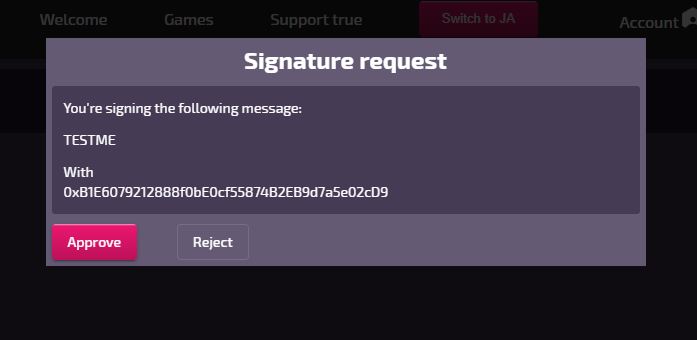 Welcome Games Support true Switch to JA Account
Signature request
You're signing the following message:
TESTME
With
0xB1E6079212888f0bE0cf55874B2EB9d7a5e02cD9
Approve Reject